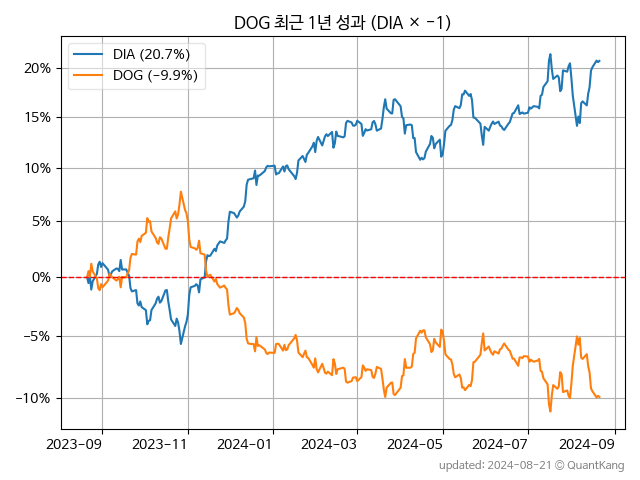 DOG 최근 1년 성과 (DIA × −1)
DIA (20.7%)
DOG (−9.9%)
20%
15%
10%
5%
0%
−5%
−10%
2023-09 2023-11 2024-01 2024-03 2024-05 2024-07 2024-09
updated: 2024-08-21 © QuantKang